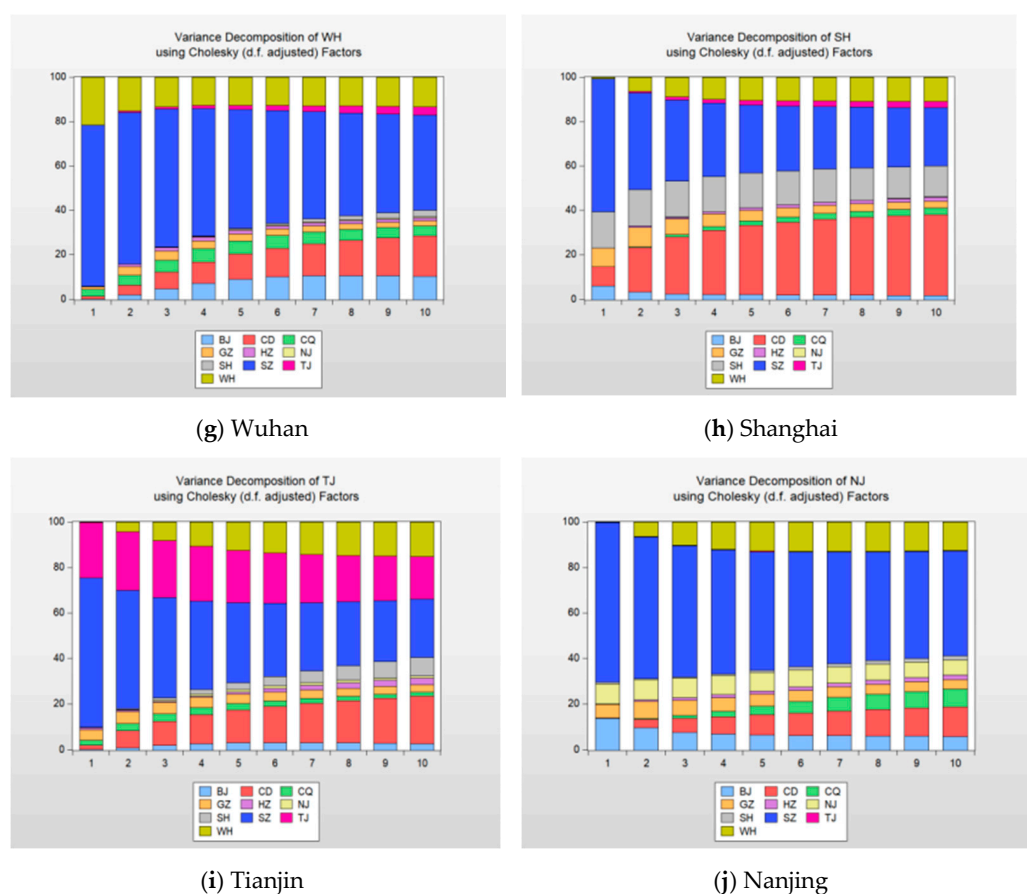 Variance Decomposition of WH
using Cholesky (d.f. adjusted) Factors
100
80
60
40
20
0
1 2 3 4 5 6 7 8 9 10
BJ CD CQ
GZ HZ NJ
SH SZ TJ
WH
(g) Wuhan
Variance Decomposition of SH
using Cholesky (d.f. adjusted) Factors
100
80
60
40
20
0
1 2 3 4 5 6 7 8 9 10
BJ CD CQ
GZ HZ NJ
SH SZ TJ
WH
(h) Shanghai
Variance Decomposition of TJ
using Cholesky (d.f. adjusted) Factors
100
80
60
40
20
0
1 2 3 4 5 6 7 8 9 10
BJ CD CQ
GZ HZ NJ
SH SZ TJ
WH
(i) Tianjin
Variance Decomposition of NJ
using Cholesky (d.f. adjusted) Factors
100
80
60
40
20
0
1 2 3 4 5 6 7 8 9 10
BJ CD CQ
GZ HZ NJ
SH SZ TJ
WH
(j) Nanjing